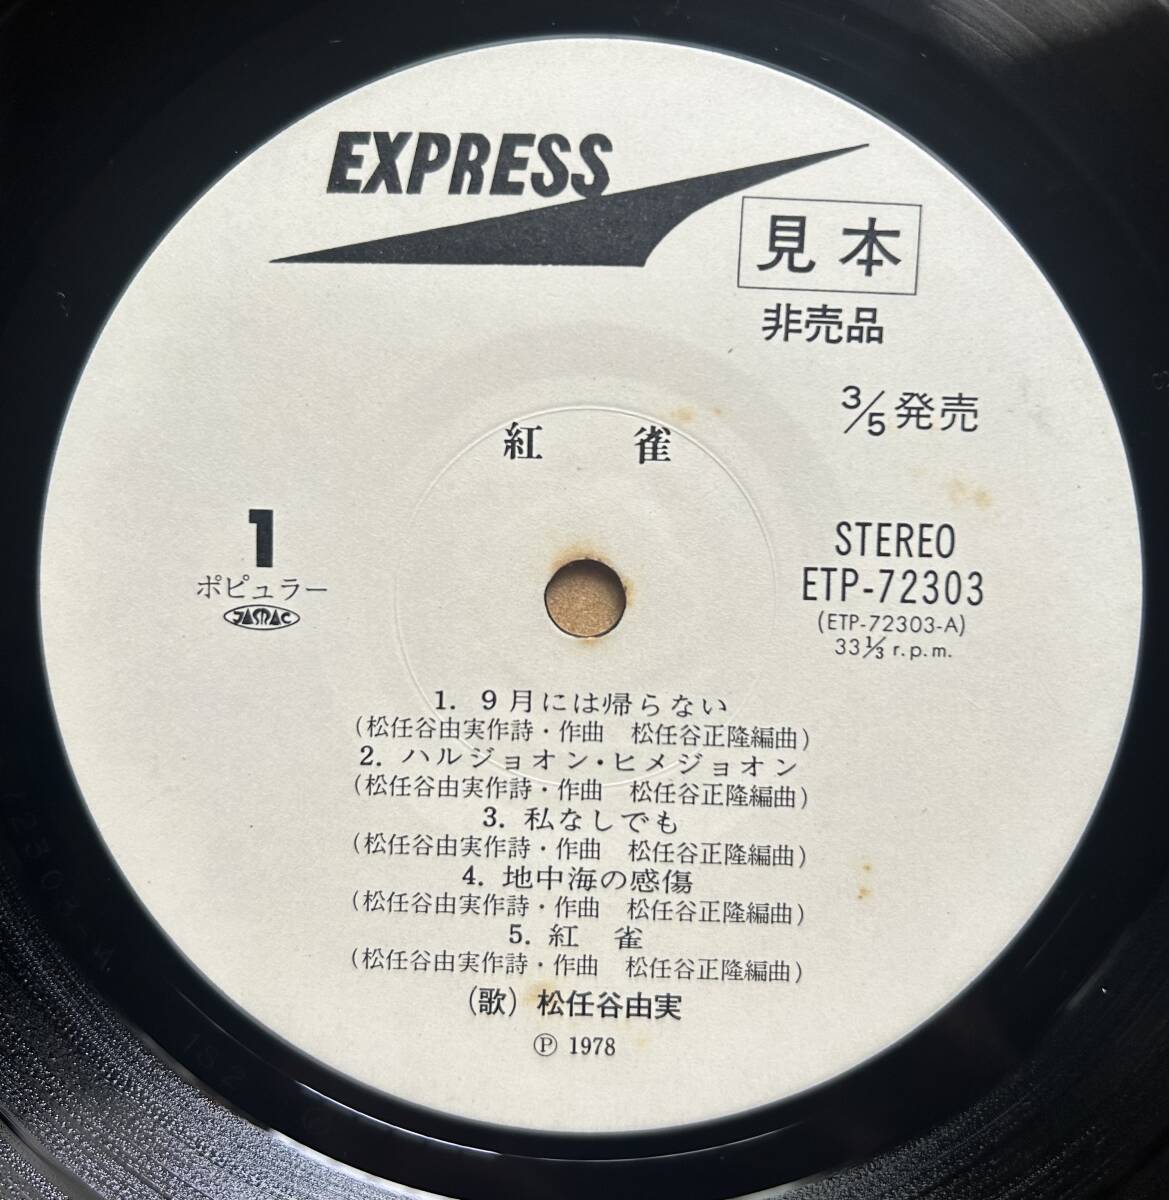 EXPRESS
見本
非売品
3/5発売
紅　雀
1
ポピュラー
JASRAC
STEREO
ETP-72303
(ETP-72303-A)
33 1/3 r.p.m.
1. 9月には帰らない
(松任谷由実作詩・作曲　松任谷正隆編曲)
2. ハルジョオン・ヒメジョオン
(松任谷由実作詩・作曲　松任谷正隆編曲)
3. 私なしでも
(松任谷由実作詩・作曲　松任谷正隆編曲)
4. 地中海の感傷
(松任谷由実作詩・作曲　松任谷正隆編曲)
5. 紅　雀
(松任谷由実作詩・作曲　松任谷正隆編曲)
(歌) 松任谷由実
Ⓟ 1978